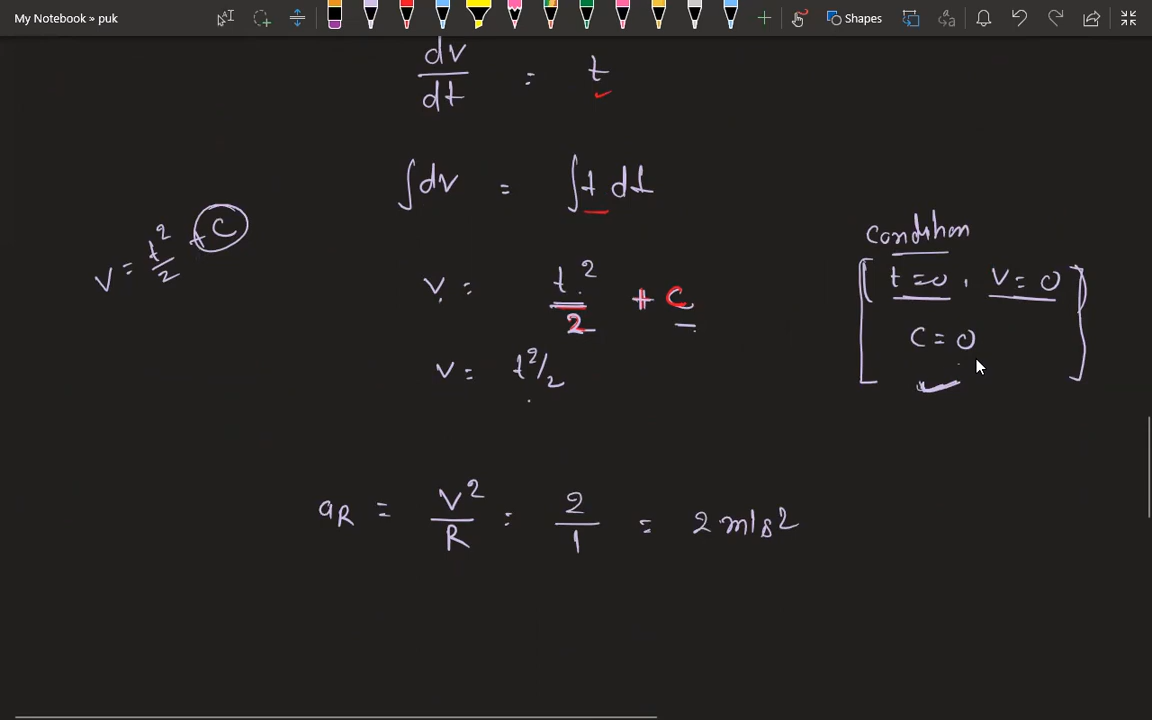 My Notebook » puk
Shapes
dv/dt = t
∫dv = ∫t dt
v = t²/2 + C
v = t²/2 + C
v = t²/2
Condition
t=0, v=0
C=0
aR = V²/R = 2/1 = 2 m/s2